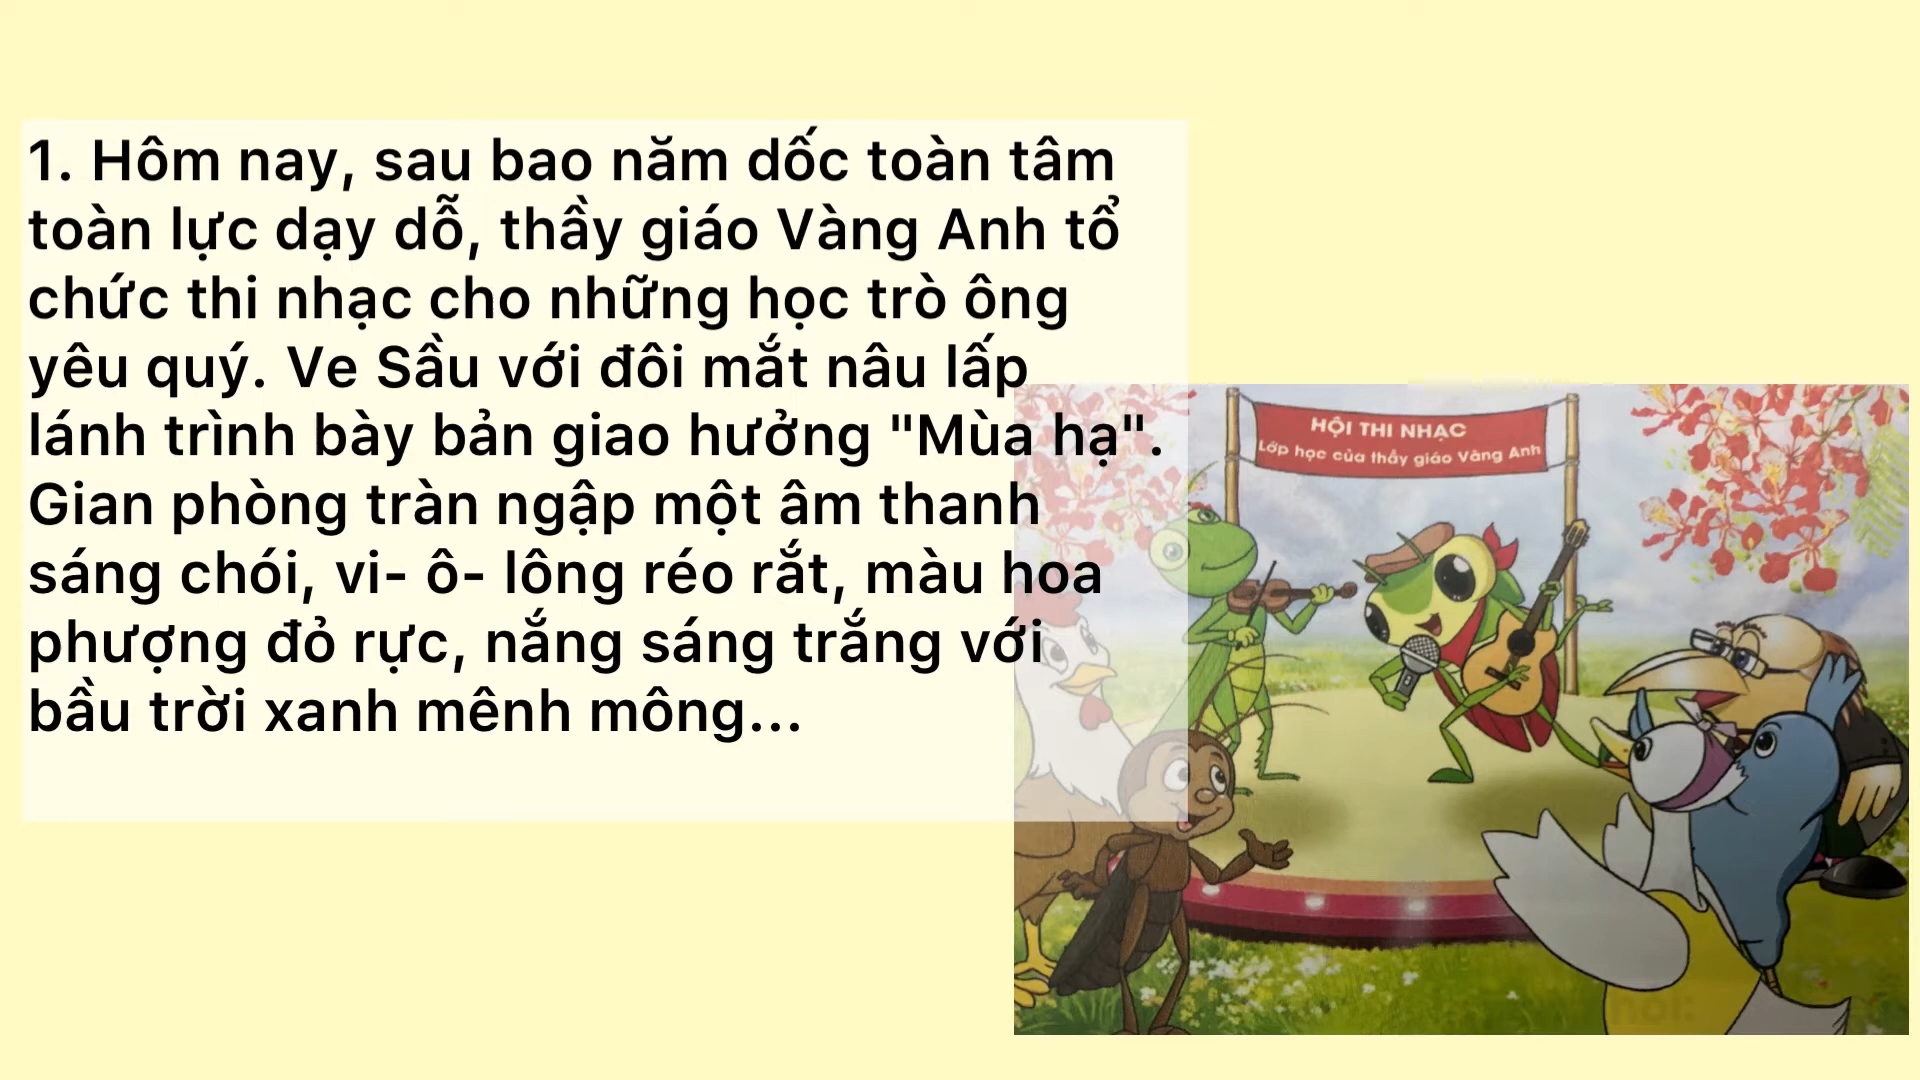 1. Hôm nay, sau bao năm dốc toàn tâm
toàn lực dạy dỗ, thầy giáo Vàng Anh tổ
chức thi nhạc cho những học trò ông
yêu quý. Ve Sầu với đôi mắt nâu lấp
lánh trình bày bản giao hưởng "Mùa hạ".
Gian phòng tràn ngập một âm thanh
sáng chói, vi- ô- lông réo rắt, màu hoa
phượng đỏ rực, nắng sáng trắng với
bầu trời xanh mênh mông...
HỘI THI NHẠC
Lớp học của thầy giáo Vàng Anh